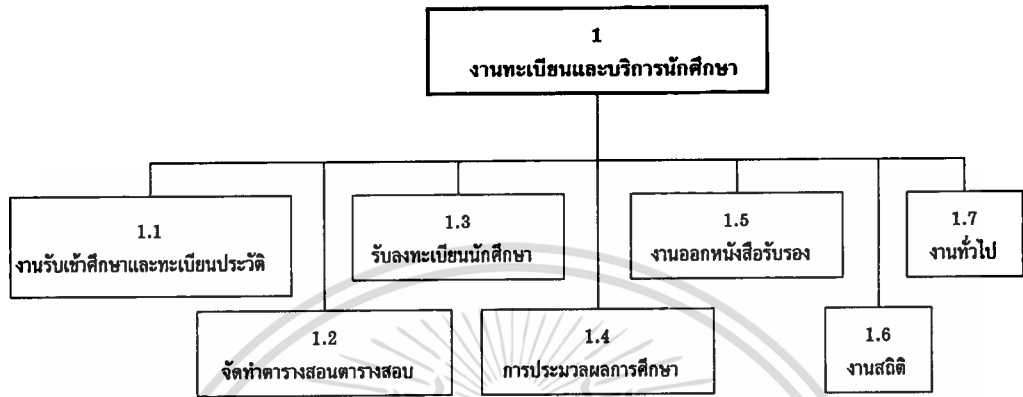 1
งานทะเบียนและบริการนักศึกษา
1.1
งานรับเข้าศึกษาและทะเบียนประวัติ
1.2
จัดทำตารางสอนตารางสอบ
1.3
รับลงทะเบียนนักศึกษา
1.4
การประมวลผลการศึกษา
1.5
งานออกหนังสือรับรอง
1.6
งานสถิติ
1.7
งานทั่วไป